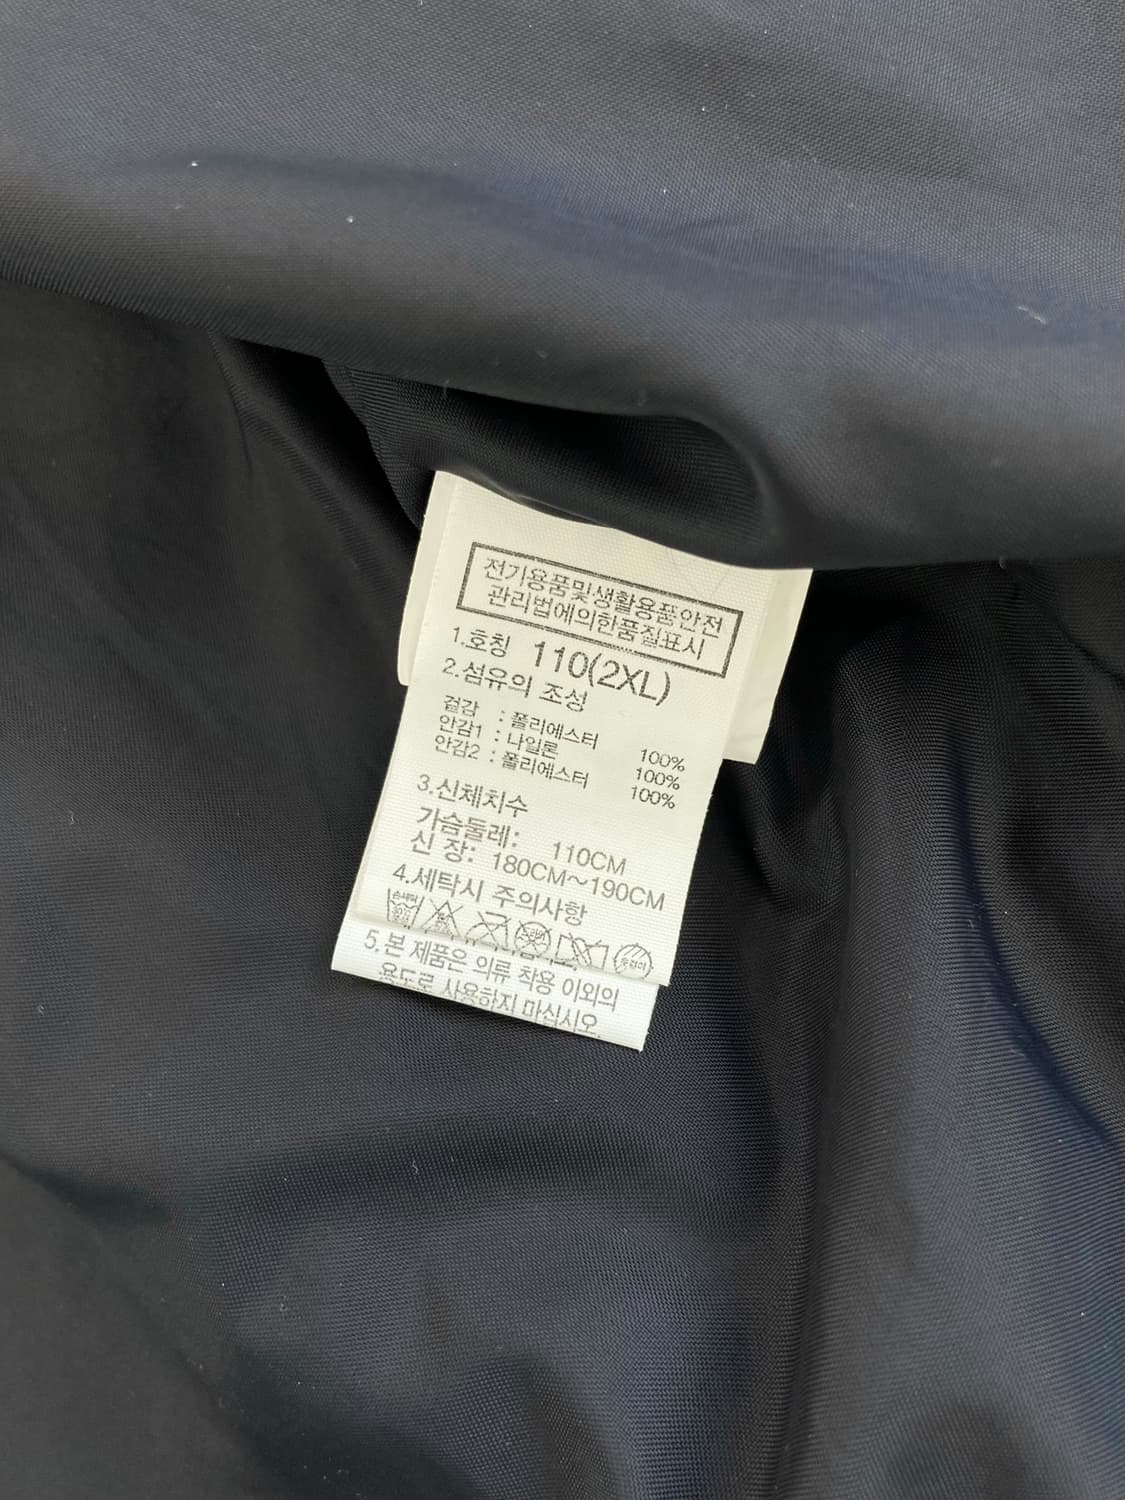 전기용품및생활용품안전
관리법에의한품질표시
1.호칭 110(2XL)
2.섬유의 조성
겉감 : 폴리에스터 100%
안감1 : 나일론 100%
안감2 : 폴리에스터 100%
3.신체치수
가슴둘레: 110CM
신 장: 180CM~190CM
4.세탁시 주의사항
5.본 제품은 의류 착용 이외의
용도로 사용하지 마십시오.